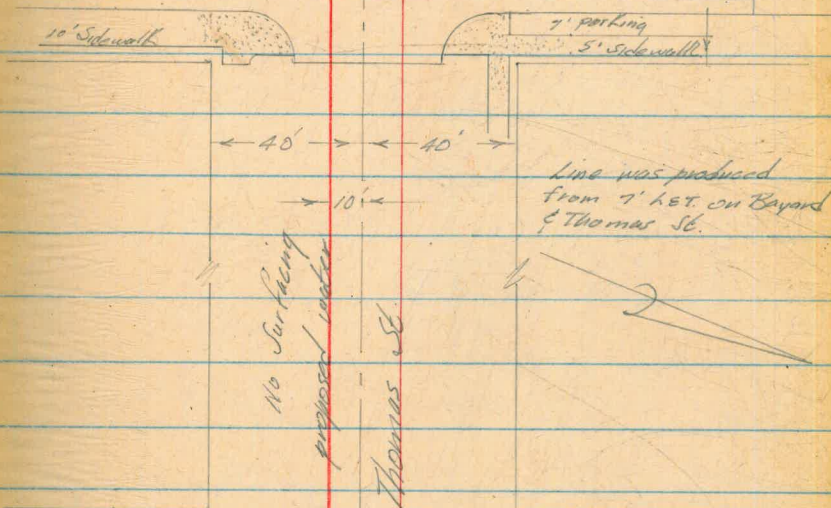 10' Sidewalk
7' parking
5' sidewalk
40'
40'
10'
Line was produced
from 7' L&T. on Bayard
& Thomas St.
No Surfacing
proposed water
Thomas St